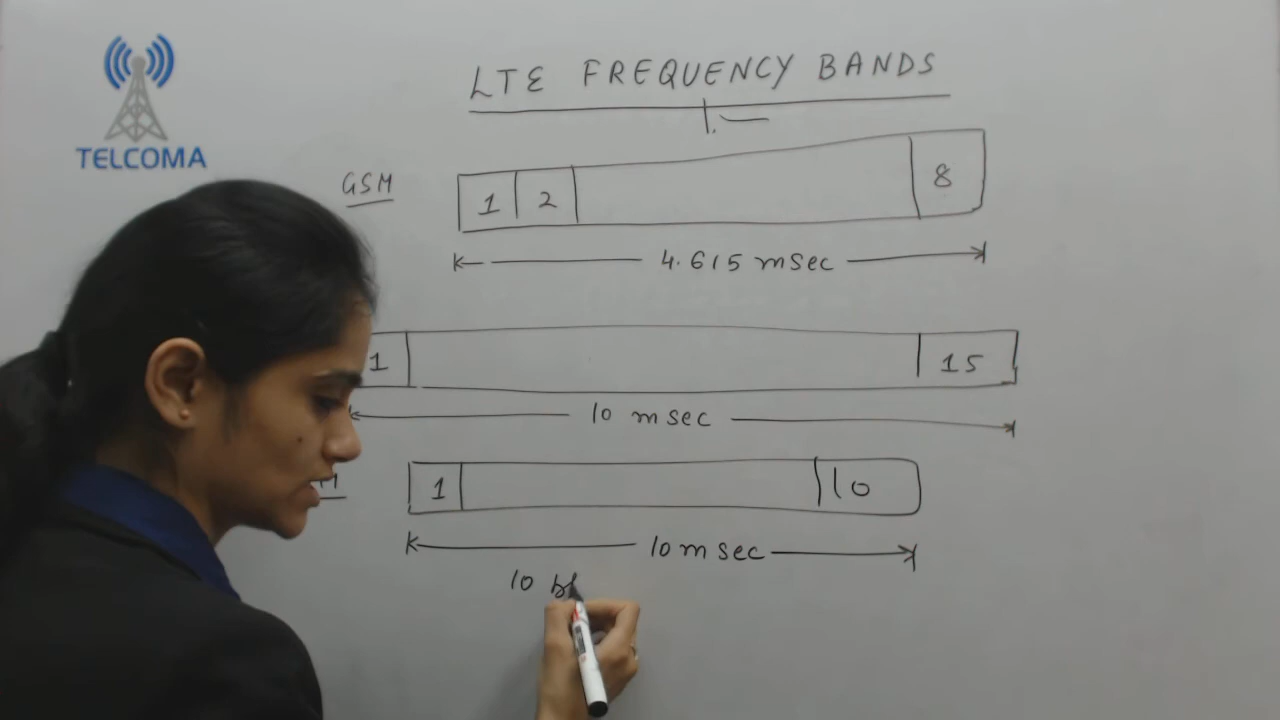 LTE FREQUENCY BANDS
TELCOMA
GSM
1 2 8
4.615 msec
1 15
10 msec
1 10
10 msec
10